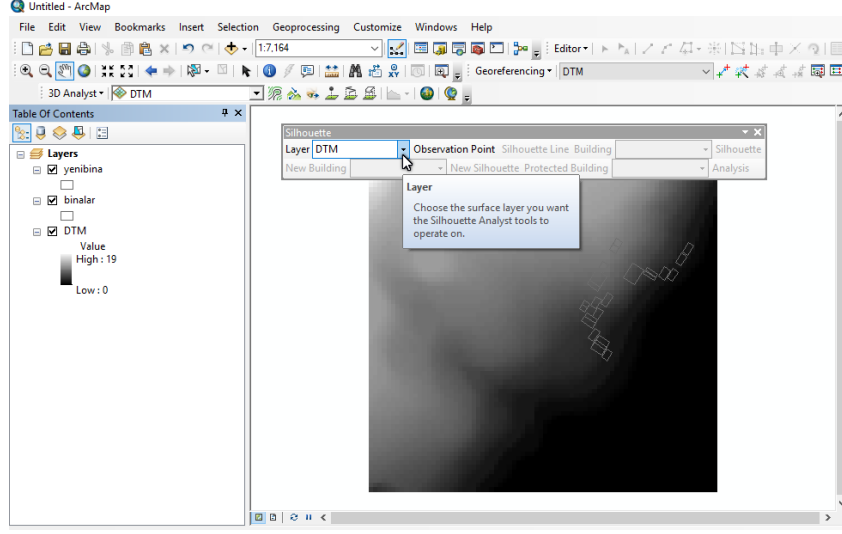 Untitled - ArcMap
File Edit View Bookmarks Insert Selection Geoprocessing Customize Windows Help
1:7,164 Editor
Georeferencing DTM
3D Analyst DTM
Table Of Contents
Layers
yenibina
binalar
DTM
Value
High : 19
Low : 0
Silhouette
Layer DTM Observation Point Silhouette Line Building Silhouette
New Building New Silhouette Protected Building Analysis
Layer
Choose the surface layer you want
the Silhouette Analyst tools to
operate on.